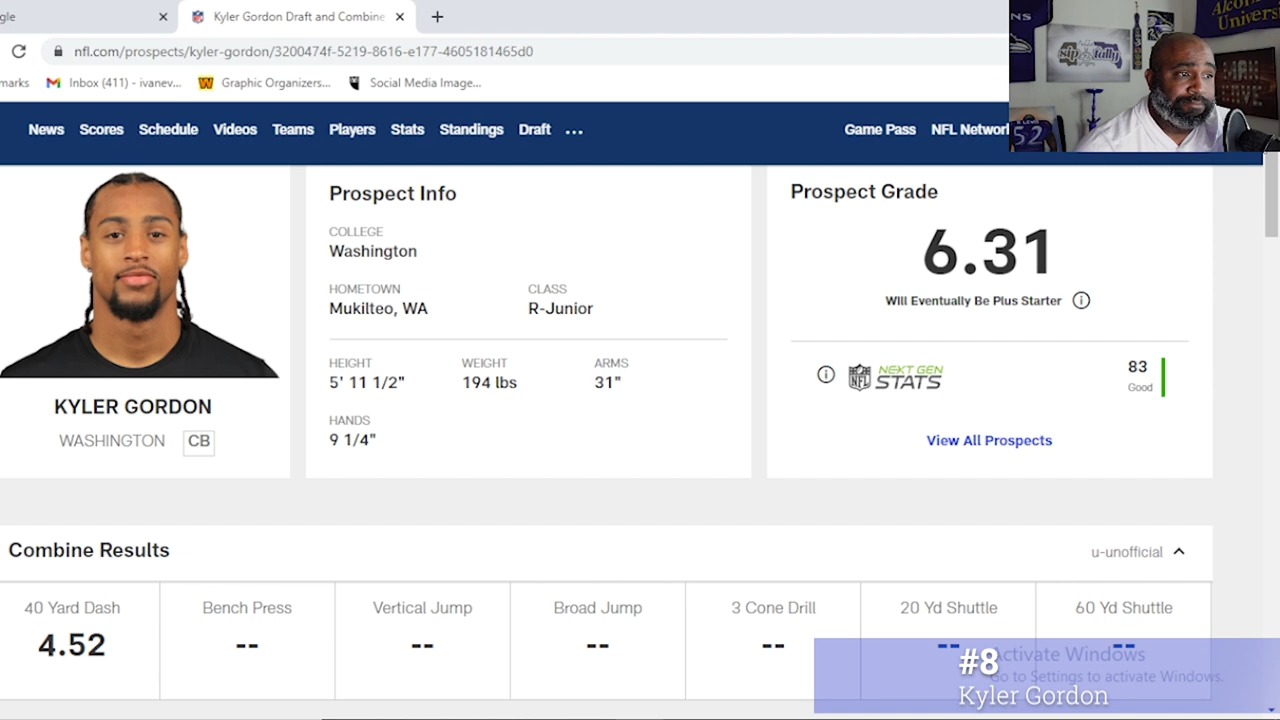 gle
Kyler Gordon Draft and Combine
nfl.com/prospects/kyler-gordon/3200474f-5219-8616-e177-4605181465d0
marks
Inbox (411) - ivanev...
Graphic Organizers...
Social Media Image...
News Scores Schedule Videos Teams Players Stats Standings Draft ...
Game Pass NFL Network
52
MAN
CAVE
KYLER GORDON
WASHINGTON CB
Prospect Info
COLLEGE
Washington
HOMETOWN CLASS
Mukilteo, WA R-Junior
HEIGHT WEIGHT ARMS
5' 11 1/2" 194 lbs 31"
HANDS
9 1/4"
Prospect Grade
6.31
Will Eventually Be Plus Starter
NFL NEXT GEN STATS
83
Good
View All Prospects
Combine Results
u-unofficial
40 Yard Dash Bench Press Vertical Jump Broad Jump 3 Cone Drill 20 Yd Shuttle 60 Yd Shuttle
4.52 -- -- -- -- -- --
Activate Windows
Go to Settings to activate Windows.
#8
Kyler Gordon